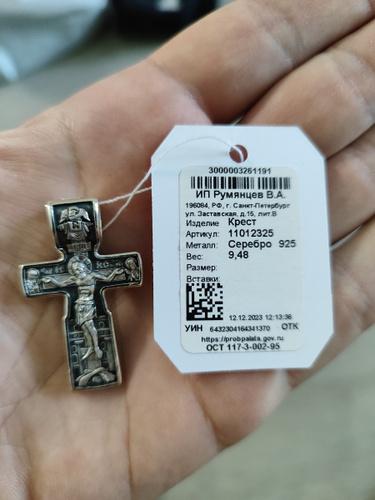 3000003261191
ИП Румянцев В.А.
196084, РФ, г. Санкт-Петербург
ул. Заставская, д.15, лит.В
Изделие Крест
Артикул: 11012325
Металл: Серебро 925
Вес: 9,48
Размер:
Вставки:
12.12.2023 12:13:36
УИН 6432304164341370 ОТК
https://probpalata.gov.ru
ОСТ 117-3-002-95